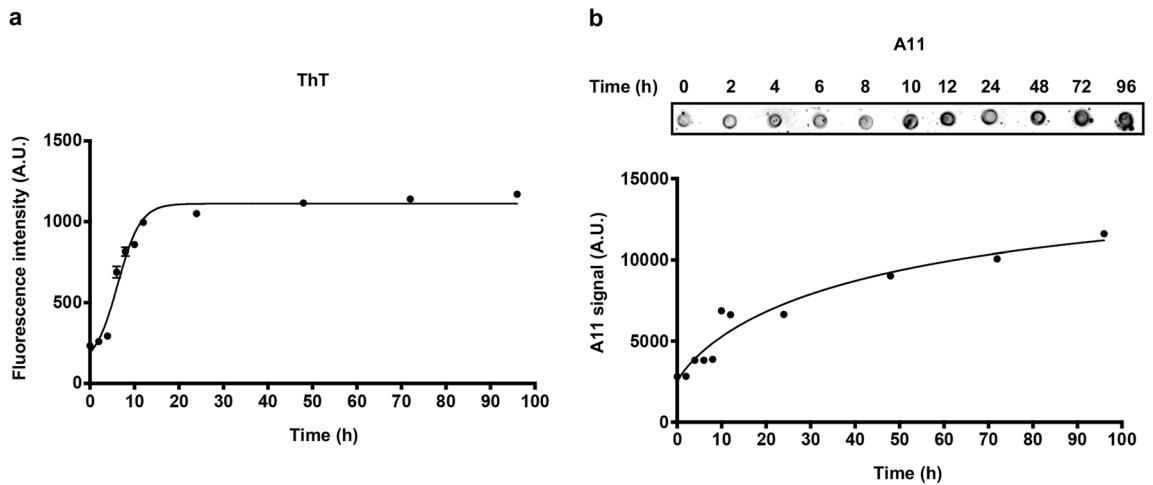 a
ThT
Fluorescence intensity (A.U.)
1500
1000
500
0
0 10 20 30 40 50 60 70 80 90 100
Time (h)
b
A11
Time (h) 0 2 4 6 8 10 12 24 48 72 96
A11 signal (A.U.)
15000
10000
5000
0
0 10 20 30 40 50 60 70 80 90 100
Time (h)